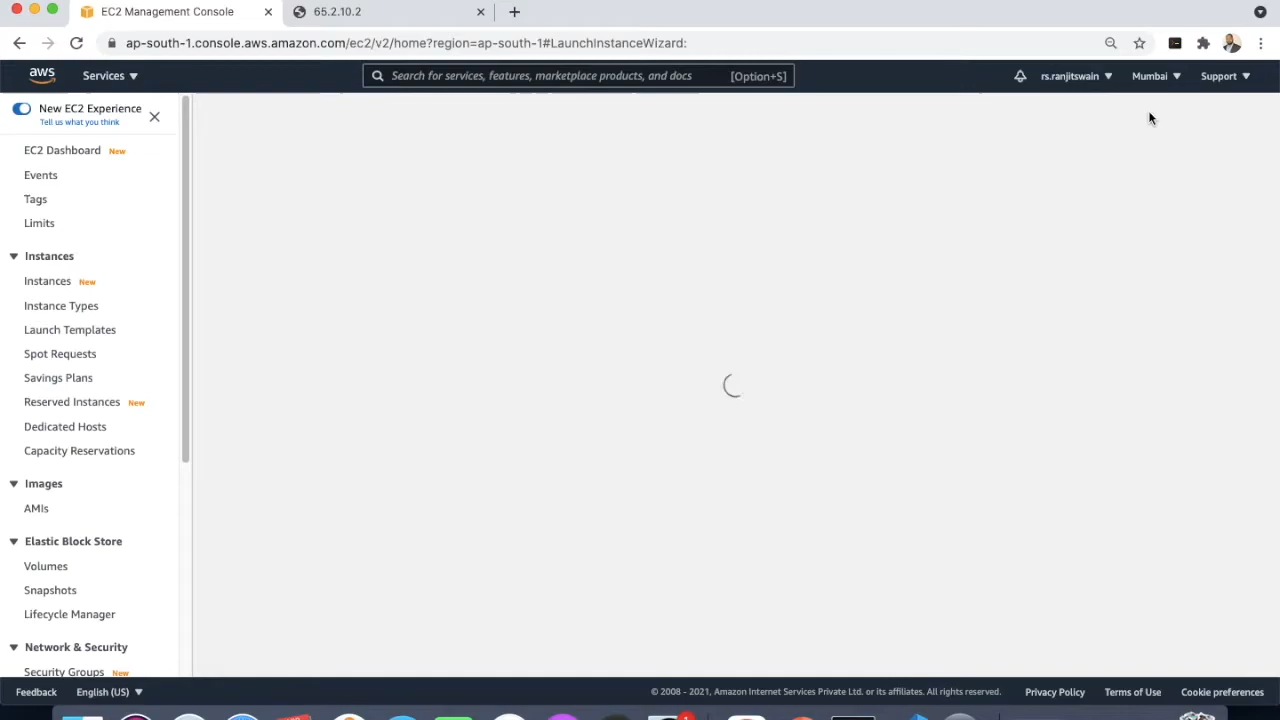 EC2 Management Console
65.2.10.2
ap-south-1.console.aws.amazon.com/ec2/v2/home?region=ap-south-1#LaunchInstanceWizard:
aws
Services
Search for services, features, marketplace products, and docs
[Option+S]
rs.ranjitswain
Mumbai
Support
New EC2 Experience
Tell us what you think
EC2 Dashboard New
Events
Tags
Limits
Instances
Instances New
Instance Types
Launch Templates
Spot Requests
Savings Plans
Reserved Instances New
Dedicated Hosts
Capacity Reservations
Images
AMIs
Elastic Block Store
Volumes
Snapshots
Lifecycle Manager
Network & Security
Security Groups New
Feedback
English (US)
© 2008 - 2021, Amazon Internet Services Private Ltd. or its affiliates. All rights reserved.
Privacy Policy
Terms of Use
Cookie preferences